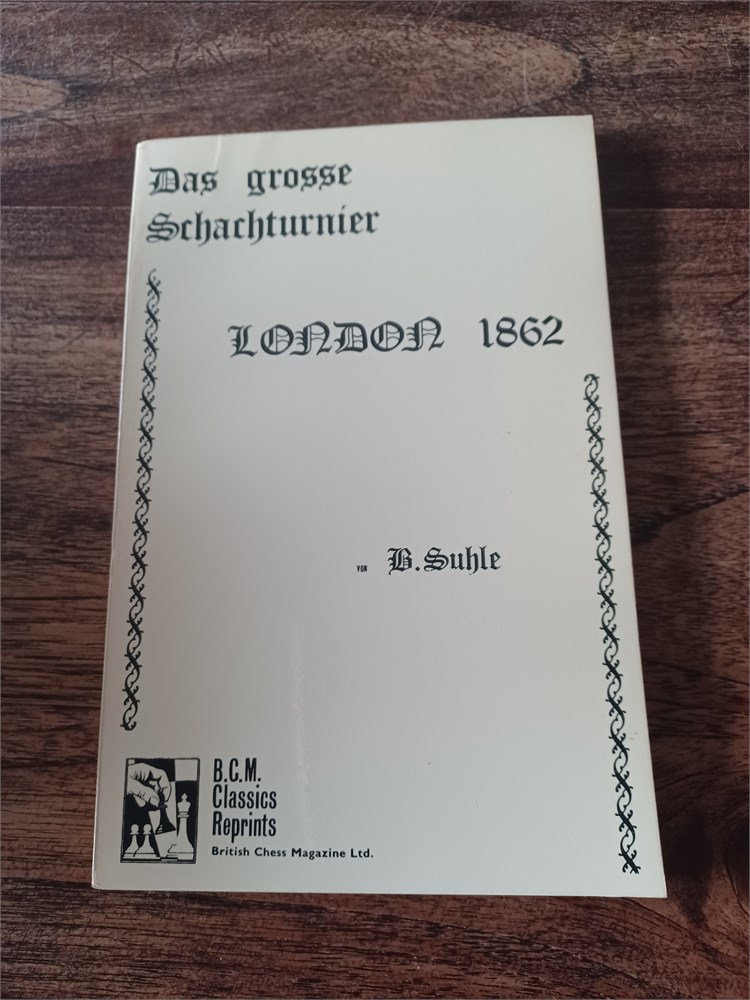 Das grosse
Schachturnier
LONDON 1862
VON B. Suhle
B.C.M.
Classics
Reprints
British Chess Magazine Ltd.